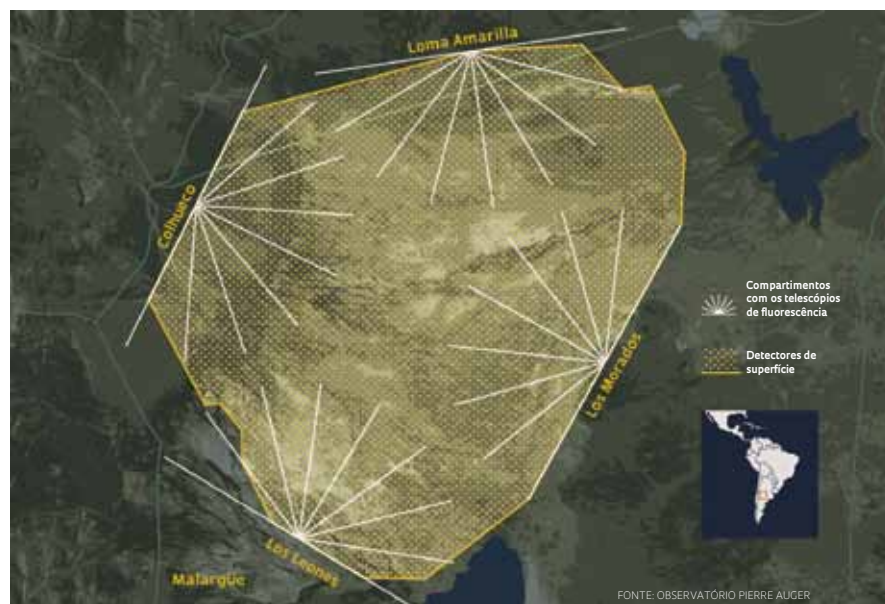 Loma Amarilla
Coihueco
Los Morados
Los Leones
Malargüe
Compartimentos
com os telescópios
de fluorescência
Detectores de
superfície
FONTE: OBSERVATÓRIO PIERRE AUGER